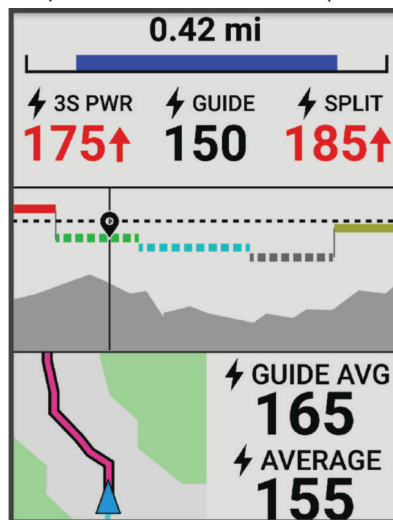 0.42 mi
3S PWR GUIDE SPLIT
175↑ 150 185↑
GUIDE AVG
165
AVERAGE
155